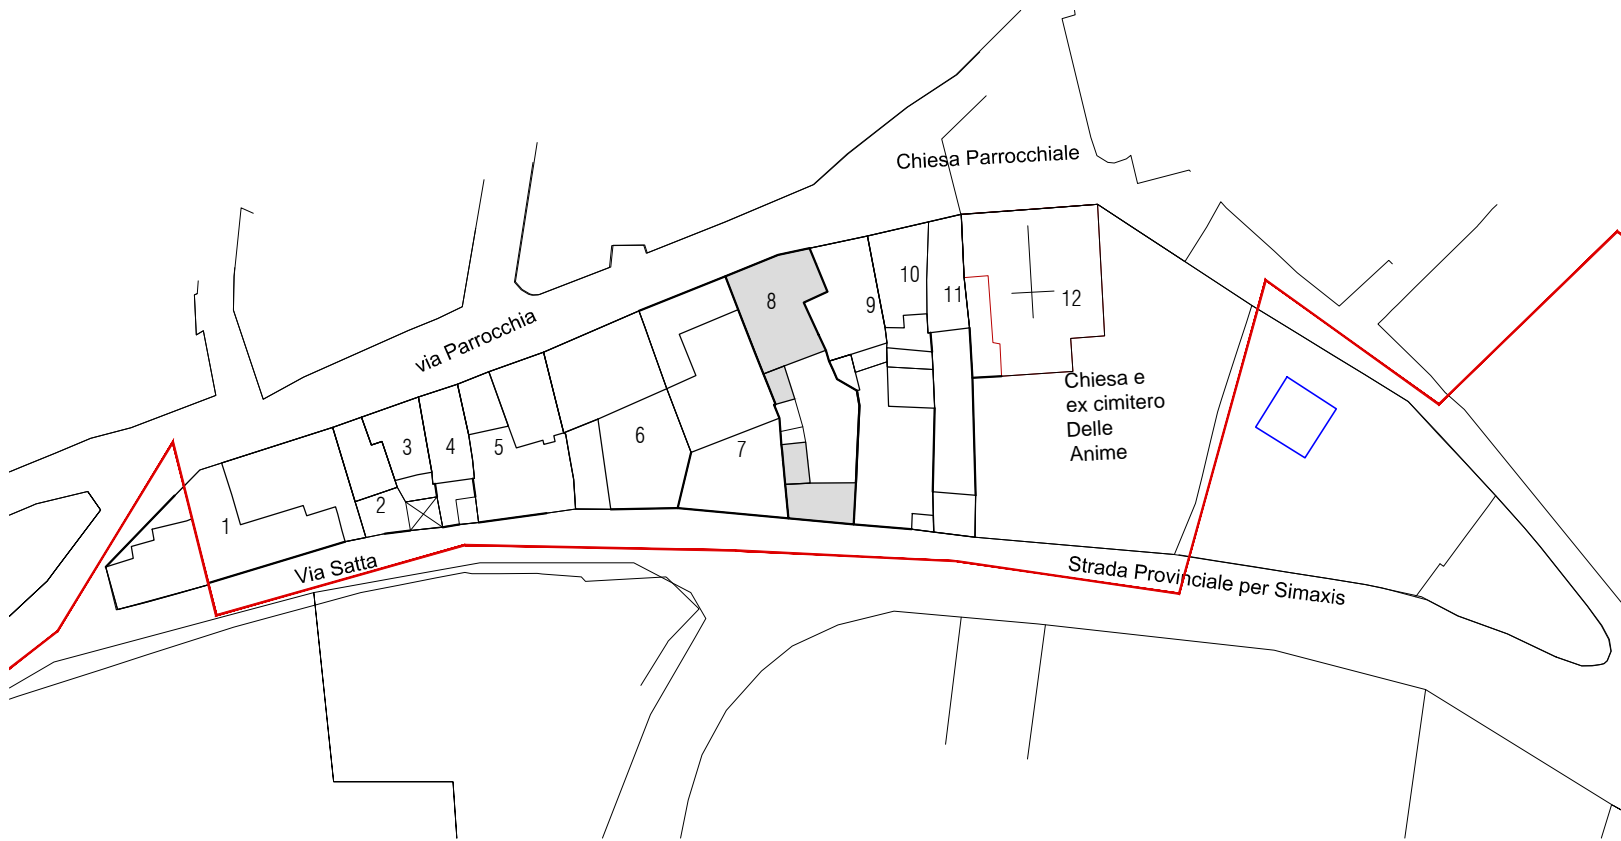 Chiesa Parrocchiale
via Parrocchia
8
9
10
11
12
Chiesa e
ex cimitero
Delle
Anime
1
2
3
4
5
6
7
Via Satta
Strada Provinciale per Simaxis